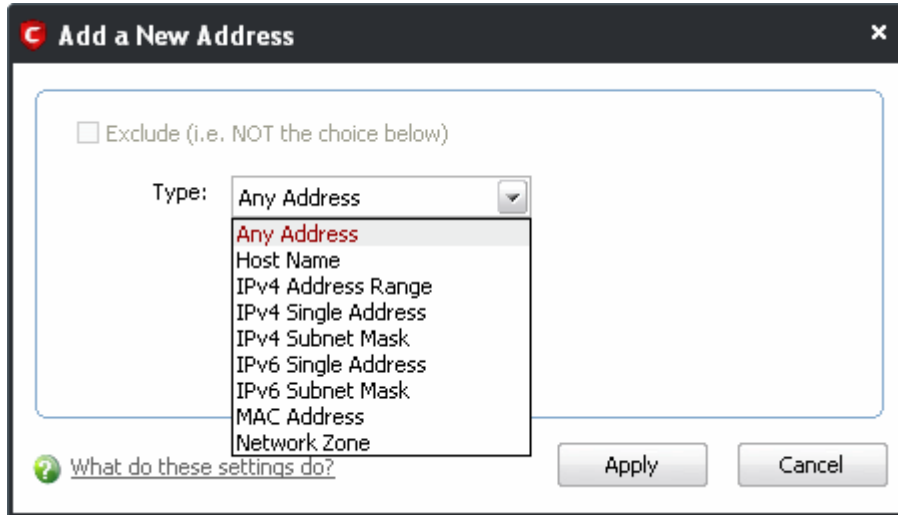 Add a New Address
Exclude (i.e. NOT the choice below)
Type: Any Address
Any Address
Host Name
IPv4 Address Range
IPv4 Single Address
IPv4 Subnet Mask
IPv6 Single Address
IPv6 Subnet Mask
MAC Address
Network Zone
What do these settings do? Apply Cancel